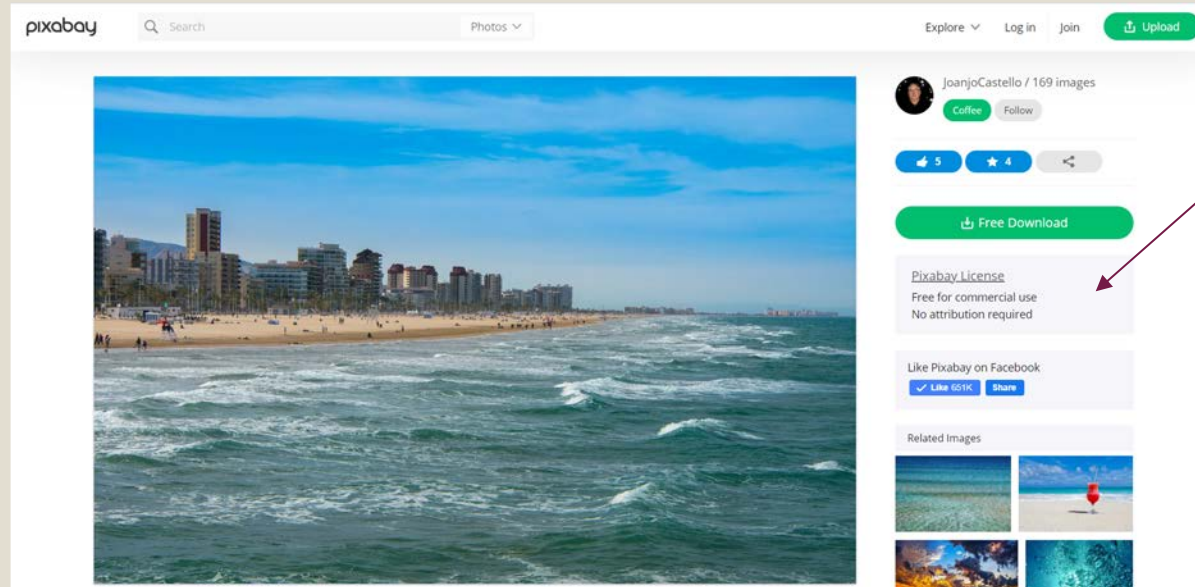 pixabay
Search
Photos
Explore
Log in
Join
Upload
JoanjoCastello / 169 images
Coffee
Follow
5
4
Free Download
Pixabay License
Free for commercial use
No attribution required
Like Pixabay on Facebook
Like 651K
Share
Related Images